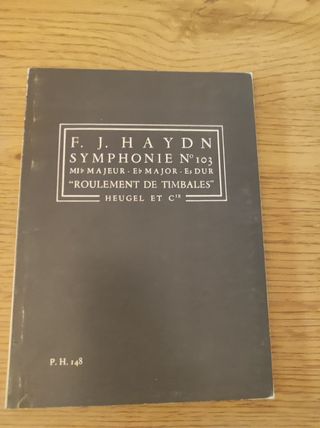 F. J. HAYDN
SYMPHONIE Nº 103
MI♭ MAJEUR - E♭ MAJOR - E♭ DUR
“ROULEMENT DE TIMBALES”
HEUGEL ET Cᴵᴱ
P. H. 148